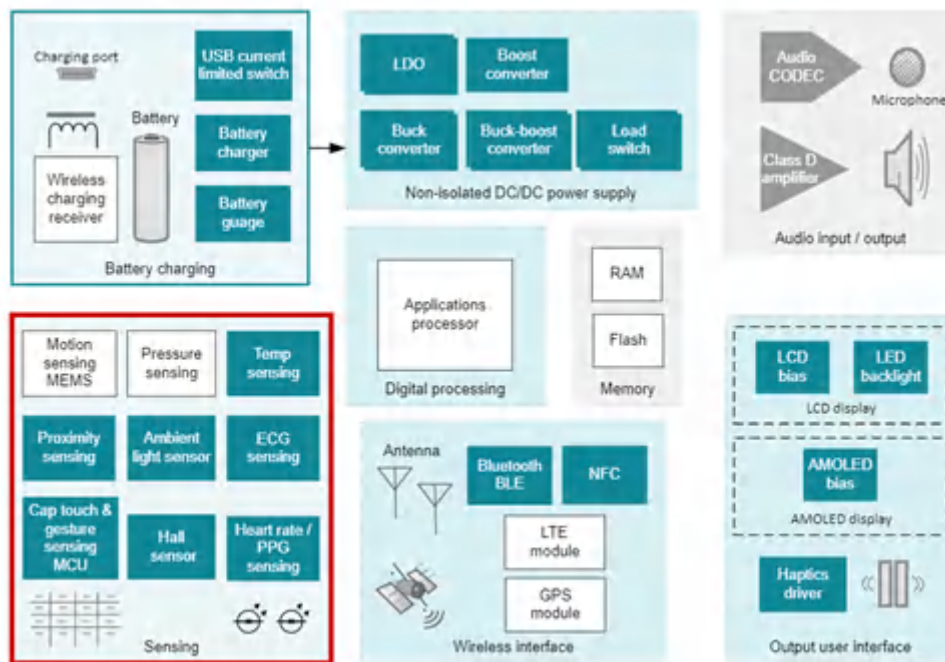 Charging port
USB current
limited switch
Battery
Battery
charger
Wireless
charging
receiver
Battery
guage
Battery charging
LDO
Boost
converter
Buck
converter
Buck-boost
converter
Load
switch
Non-isolated DC/DC power supply
Audio
CODEC
Microphone
Class D
amplifier
Audio input / output
Applications
processor
Digital processing
RAM
Flash
Memory
Motion
sensing
MEMS
Pressure
sensing
Temp
sensing
Proximity
sensing
Ambient
light sensor
ECG
sensing
Cap touch &
gesture
sensing
MCU
Hall
sensor
Heart rate /
PPG
sensing
Sensing
Antenna
Bluetooth
BLE
NFC
LTE
module
GPS
module
Wireless interface
LCD
bias
LED
backlight
LCD display
AMOLED
bias
AMOLED display
Haptics
driver
Output user interface